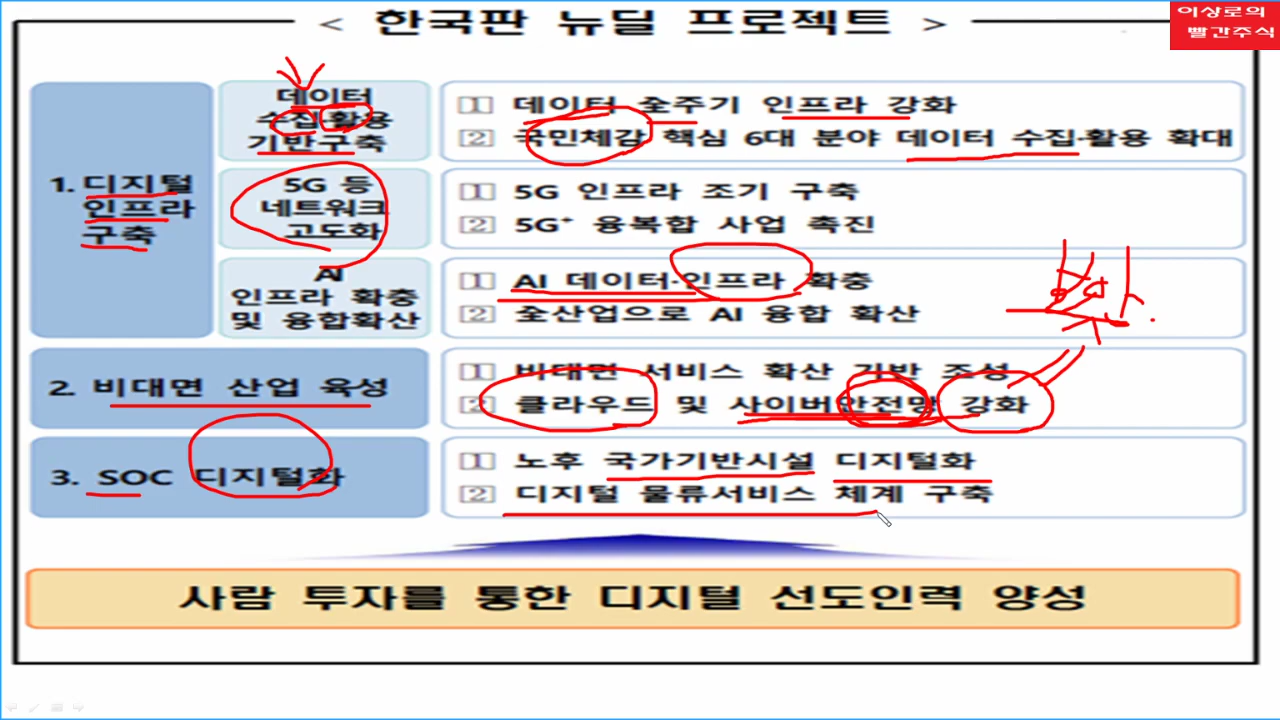 < 한국판 뉴딜 프로젝트 >
이상로의
빨간주식
1. 디지털
인프라
구축
데이터
수집·활용
기반구축
1 데이터 전주기 인프라 강화
2 국민체감 핵심 6대 분야 데이터 수집·활용 확대
5G 등
네트워크
고도화
1 5G 인프라 조기 구축
2 5G⁺ 융복합 사업 촉진
AI
인프라 확충
및 융합확산
1 AI 데이터·인프라 확충
2 全산업으로 AI 융합 확산
2. 비대면 산업 육성
1 비대면 서비스 확산 기반 조성
2 클라우드 및 사이버안전망 강화
3. SOC 디지털화
1 노후 국가기반시설 디지털화
2 디지털 물류서비스 체계 구축
사람 투자를 통한 디지털 선도인력 양성